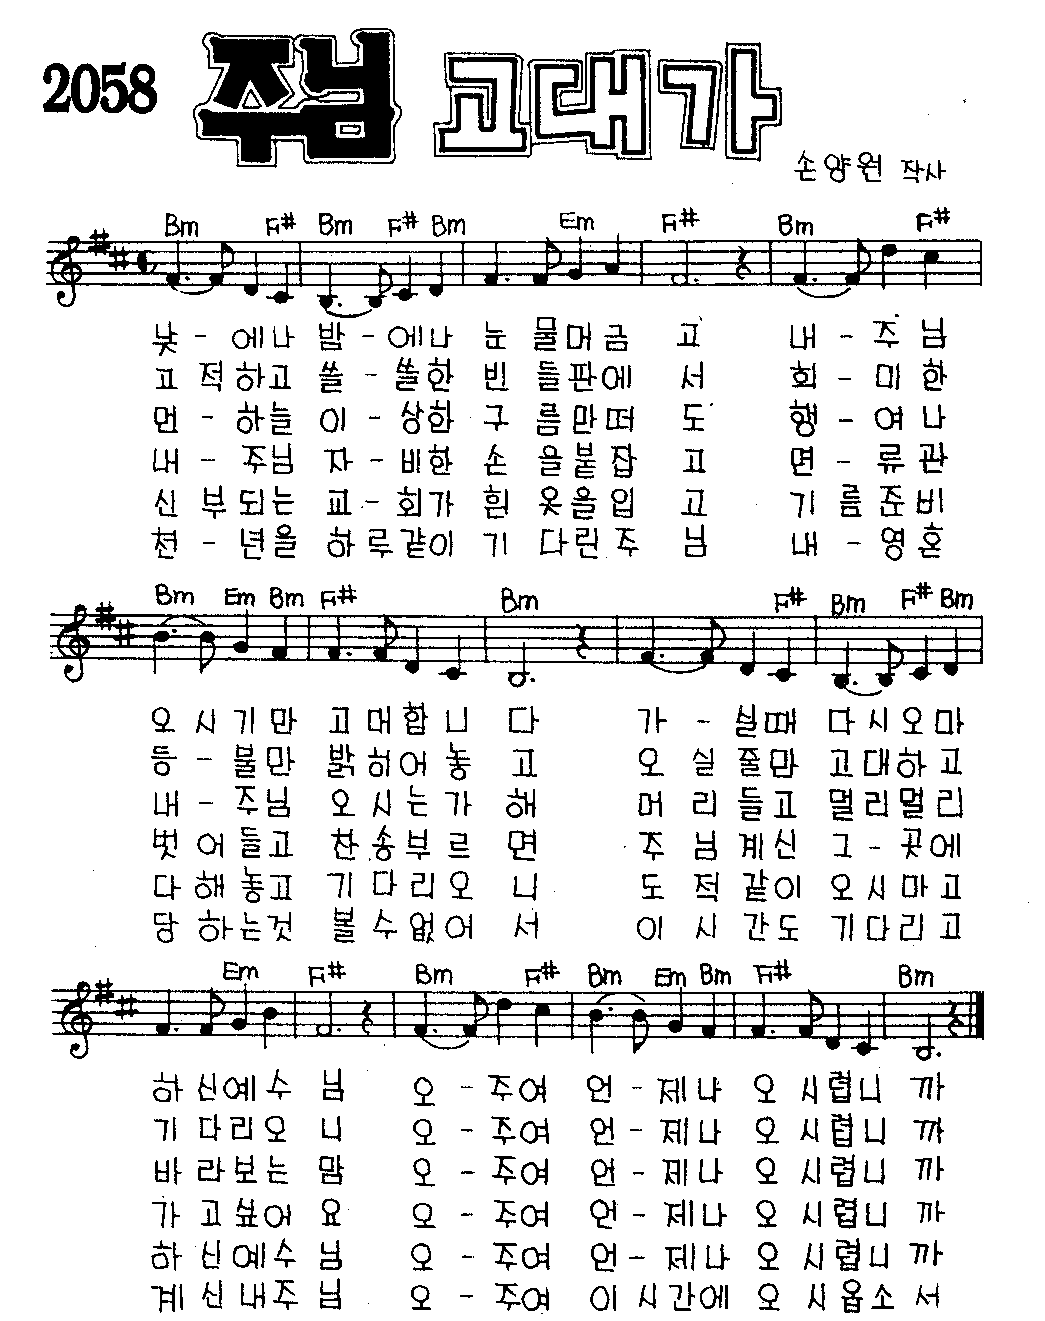 2058 주님 고대가
손양원 작사
Bm F# Bm F# Bm Em F# Bm F#
낮-에나 밤-에나 눈물머금고 내-주님
고적하고 쓸-쓸한 빈들판에서 희-미한
먼-하늘 이-상한 구름만떠도 행-여나
내-주님 자-비한 손을붙잡고 면-류관
신부되는 교-회가 흰옷을입고 기름준비
천-년을 하루같이 기다린주님 내-영혼
Bm Em Bm F# Bm F# Bm F# Bm
오시기만 고대합니다 가-실때 다시오마
등-불만 밝히어놓고 오실줄만 고대하고
내-주님 오시는가해 머리들고 멀리멀리
벗어들고 찬송부르면 주님계신 그-곳에
다해놓고 기다리오니 도적같이 오시마고
당하는것 볼수없어서 이시간도 기다리고
Em F# Bm F# Bm Em Bm F# Bm
하신예수님 오-주여 언-제나 오시렵니까
기다리오니 오-주여 언-제나 오시렵니까
바라보는맘 오-주여 언-제나 오시렵니까
가고싶어요 오-주여 언-제나 오시렵니까
하신예수님 오-주여 언-제나 오시렵니까
계신내주님 오-주여 이시간에 오시옵소서